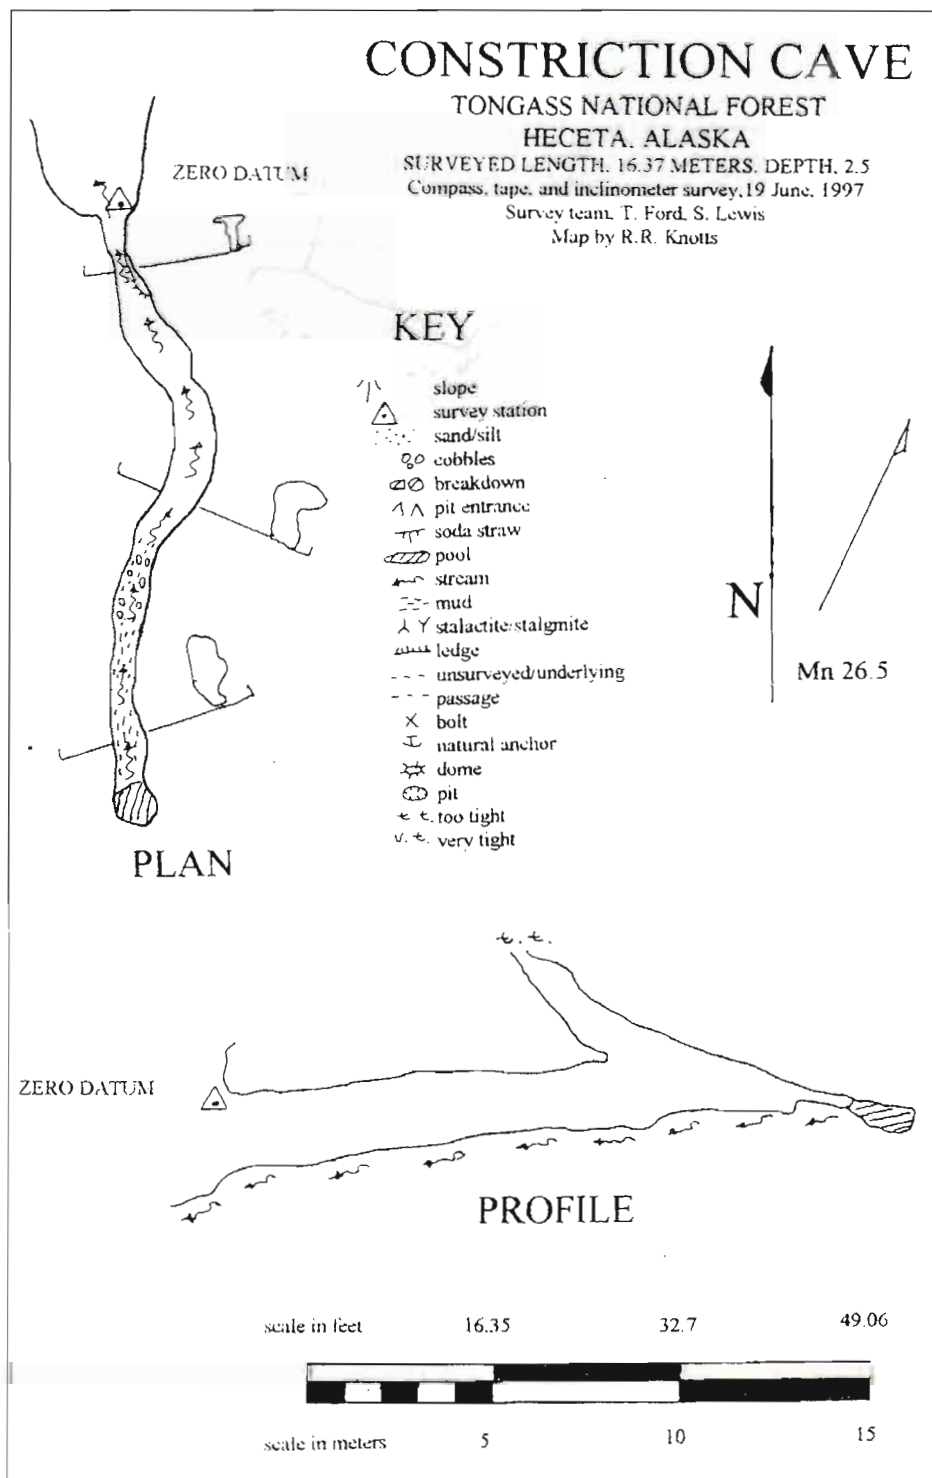 CONSTRICTION CAVE
TONGASS NATIONAL FOREST
HECETA, ALASKA
SURVEYED LENGTH, 16.37 METERS. DEPTH, 2.5
Compass, tape, and inclinometer survey, 19 June, 1997
Survey team, T. Ford, S. Lewis
Map by R.R. Knotts
ZERO DATUM
KEY
slope
survey station
sand/silt
cobbles
breakdown
pit entrance
soda straw
pool
stream
mud
stalactite/stalgmite
ledge
unsurveyed/underlying
passage
bolt
natural anchor
dome
pit
t. t. too tight
v. t. very tight
N
Mn 26.5
PLAN
t. t.
ZERO DATUM
PROFILE
scale in feet 16.35 32.7 49.06
scale in meters 5 10 15